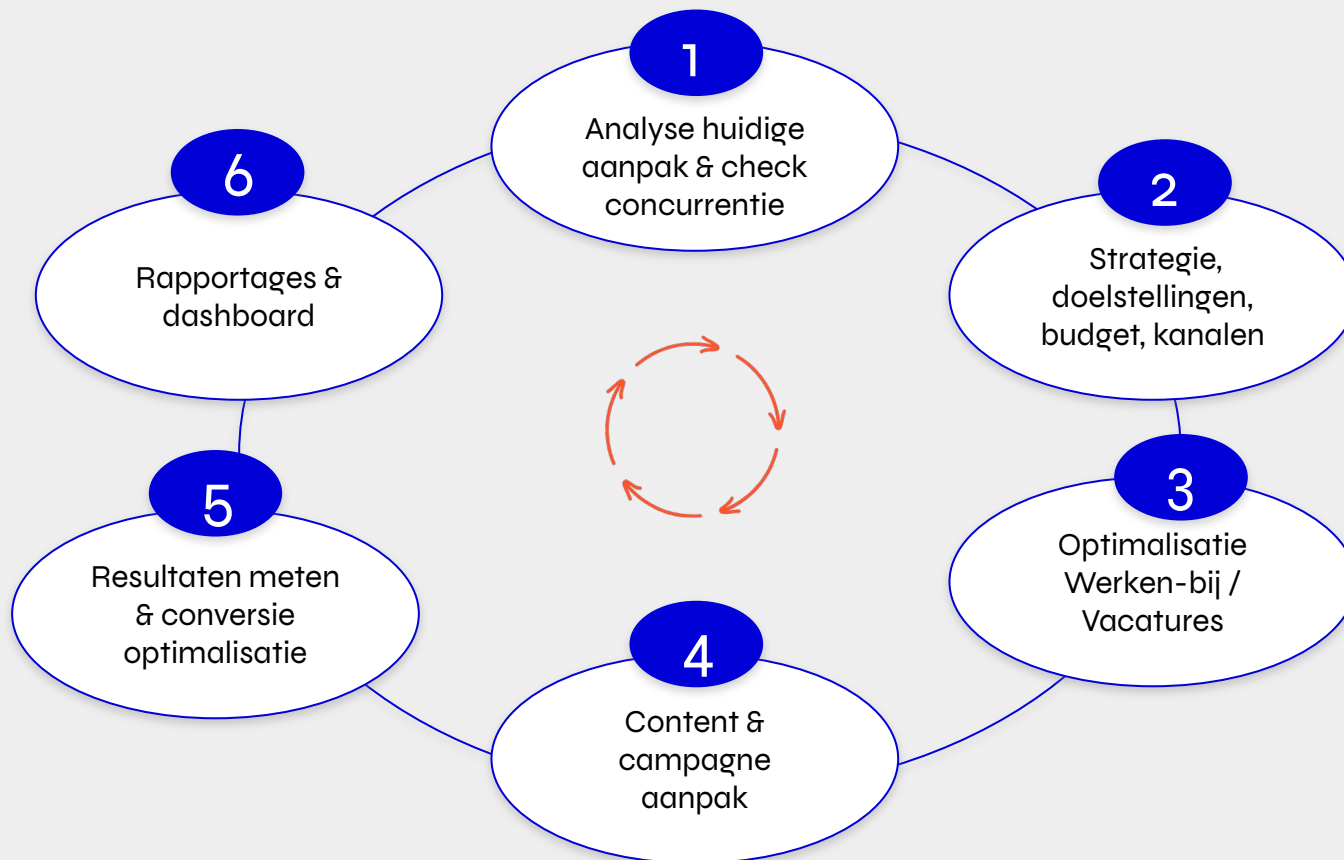 1
Analyse huidige
aanpak & check
concurrentie
2
Strategie,
doelstellingen,
budget, kanalen
3
Optimalisatie
Werken-bij /
Vacatures
4
Content &
campagne
aanpak
5
Resultaten meten
& conversie
optimalisatie
6
Rapportages &
dashboard